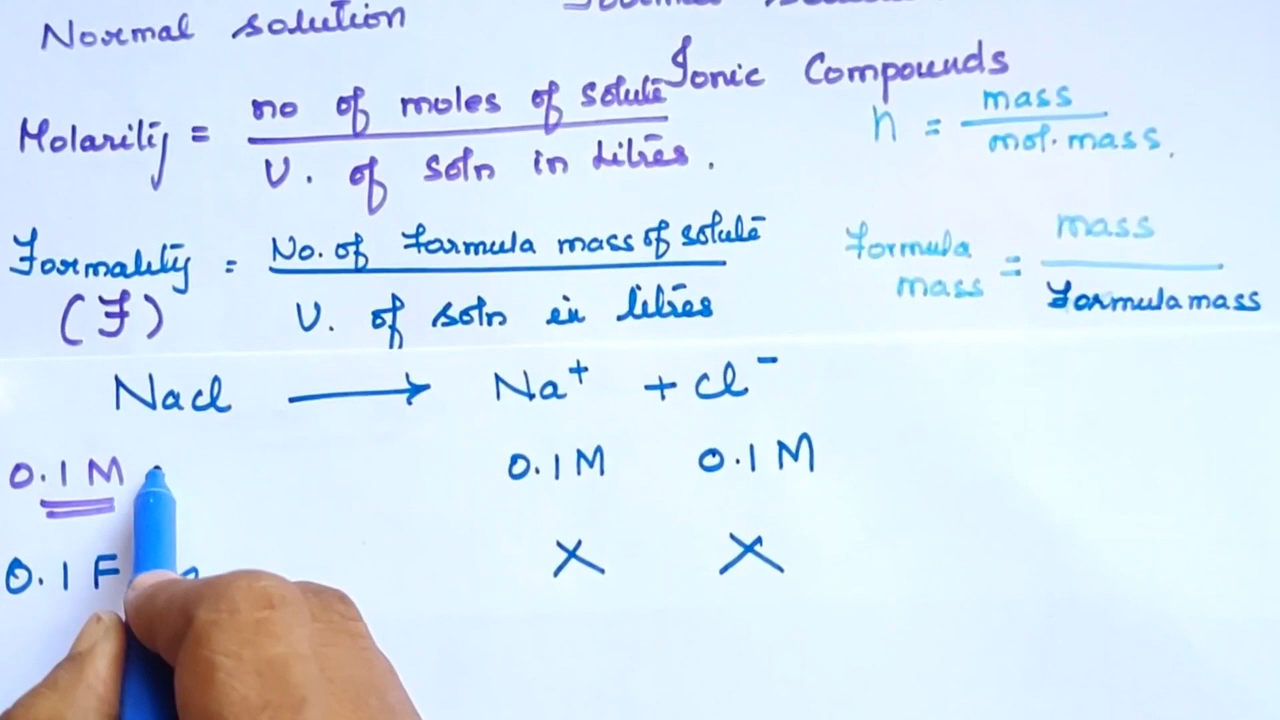 Normal solution
Ionic Compounds
Molarity = no of moles of solute / V. of soln in litres.
n = mass / mol. mass.
Formality (F) = No. of Formula mass of solute / V. of soln in litres
Formula mass = mass / Formula mass
Nacl ⟶ Na⁺ + Cl⁻
0.1 M 0.1 M 0.1 M
0.1 F X X